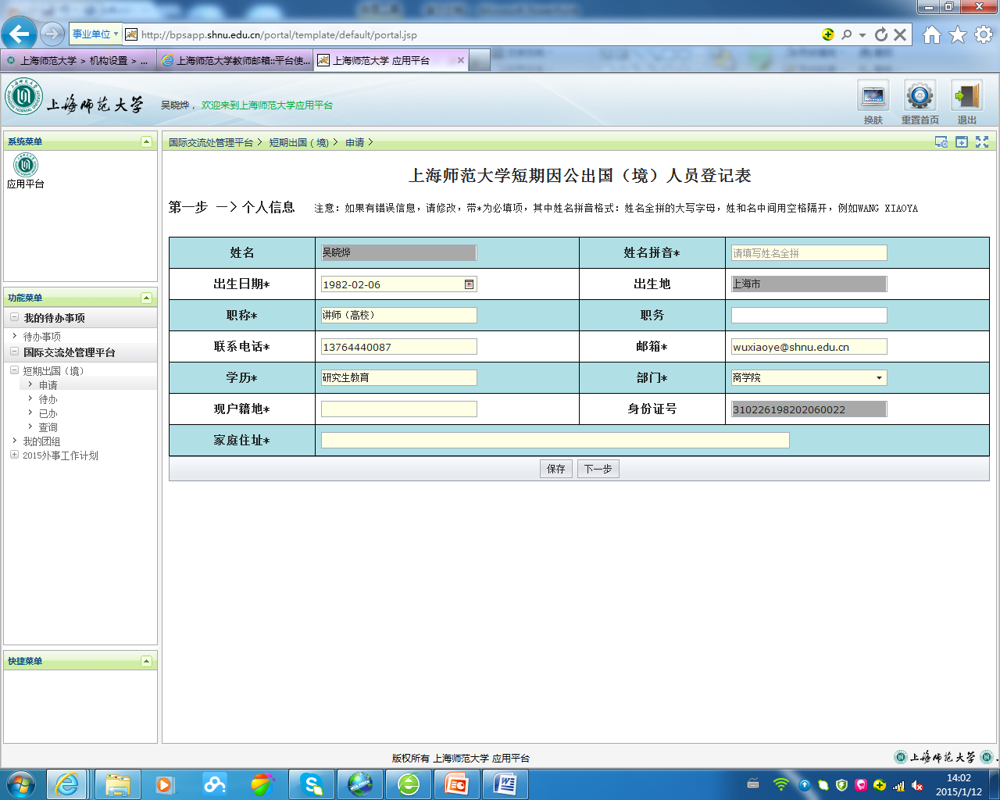 事业单位
http://bpsapp.shnu.edu.cn/portal/template/default/portal.jsp
上海师范大学 > 机构设置 > ...
上海师范大学教师邮箱::平台使...
上海师范大学 应用平台
上海师范大学
吴晓烨，欢迎来到上海师范大学应用平台
换肤
重置首页
退出
系统菜单
应用平台
功能菜单
我的待办事项
待办事项
国际交流处管理平台
短期出国（境）
申请
待办
已办
查询
我的团组
2015外事工作计划
快捷菜单
国际交流处管理平台 > 短期出国 ( 境) > 申请 >
上海师范大学短期因公出国（境）人员登记表
第一步 —> 个人信息 注意：如果有错误信息，请修改，带*为必填项，其中姓名拼音格式：姓名全拼的大写字母，姓和名中间用空格隔开，例如WANG XIAOYA
姓名 吴晓烨 姓名拼音* 请填写姓名全拼
出生日期* 1982-02-06 出生地 上海市
职称* 讲师（高校） 职务
联系电话* 13764440087 邮箱* wuxiaoye@shnu.edu.cn
学历* 研究生教育 部门* 商学院
现户籍地* 身份证号 310226198202060022
家庭住址*
保存 下一步
版权所有 上海师范大学 应用平台
上海师范大学
14:02
2015/1/12